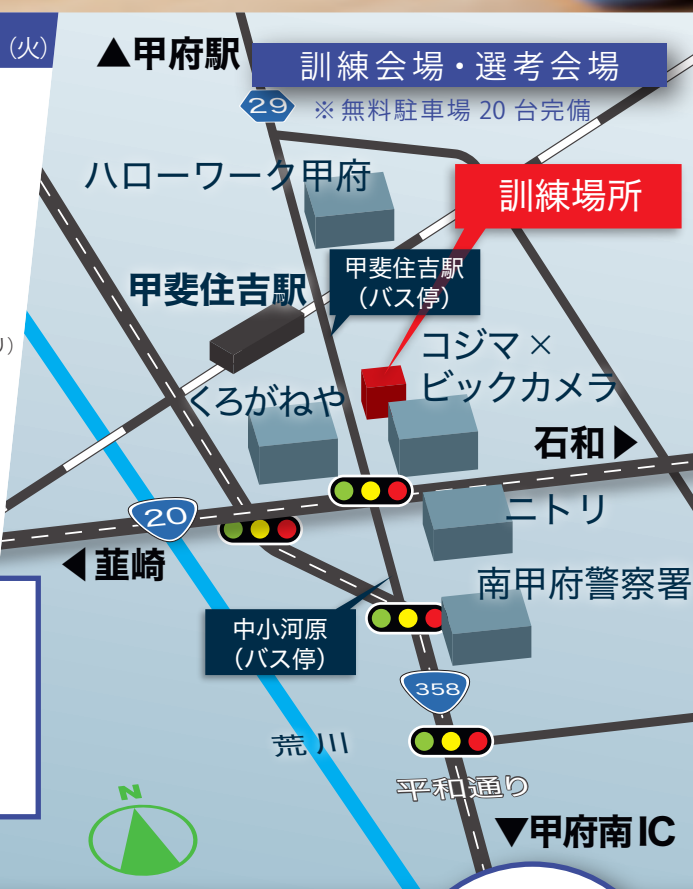 （火）
▲甲府駅
訓練会場・選考会場
29
※無料駐車場 20 台完備
ハローワーク甲府
訓練場所
甲斐住吉駅
（バス停）
甲斐住吉駅
）
コジマ×
ビックカメラ
くろがねや
石和▶
20
ニトリ
◀韮崎
南甲府警察署
中小河原
（バス停）
358
荒川
平和通り
N
▼甲府南IC